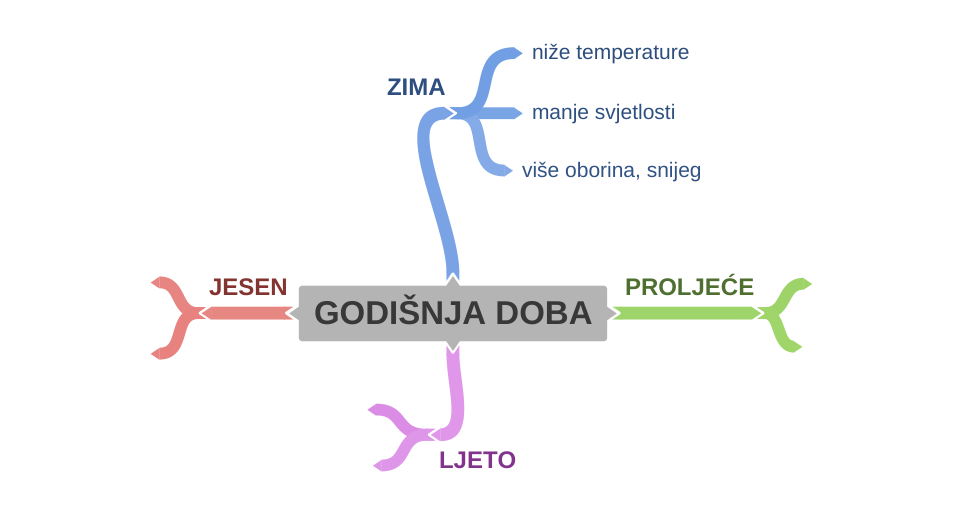 niže temperature
ZIMA
manje svjetlosti
više oborina, snijeg
JESEN
PROLJEĆE
GODIŠNJA DOBA
LJETO